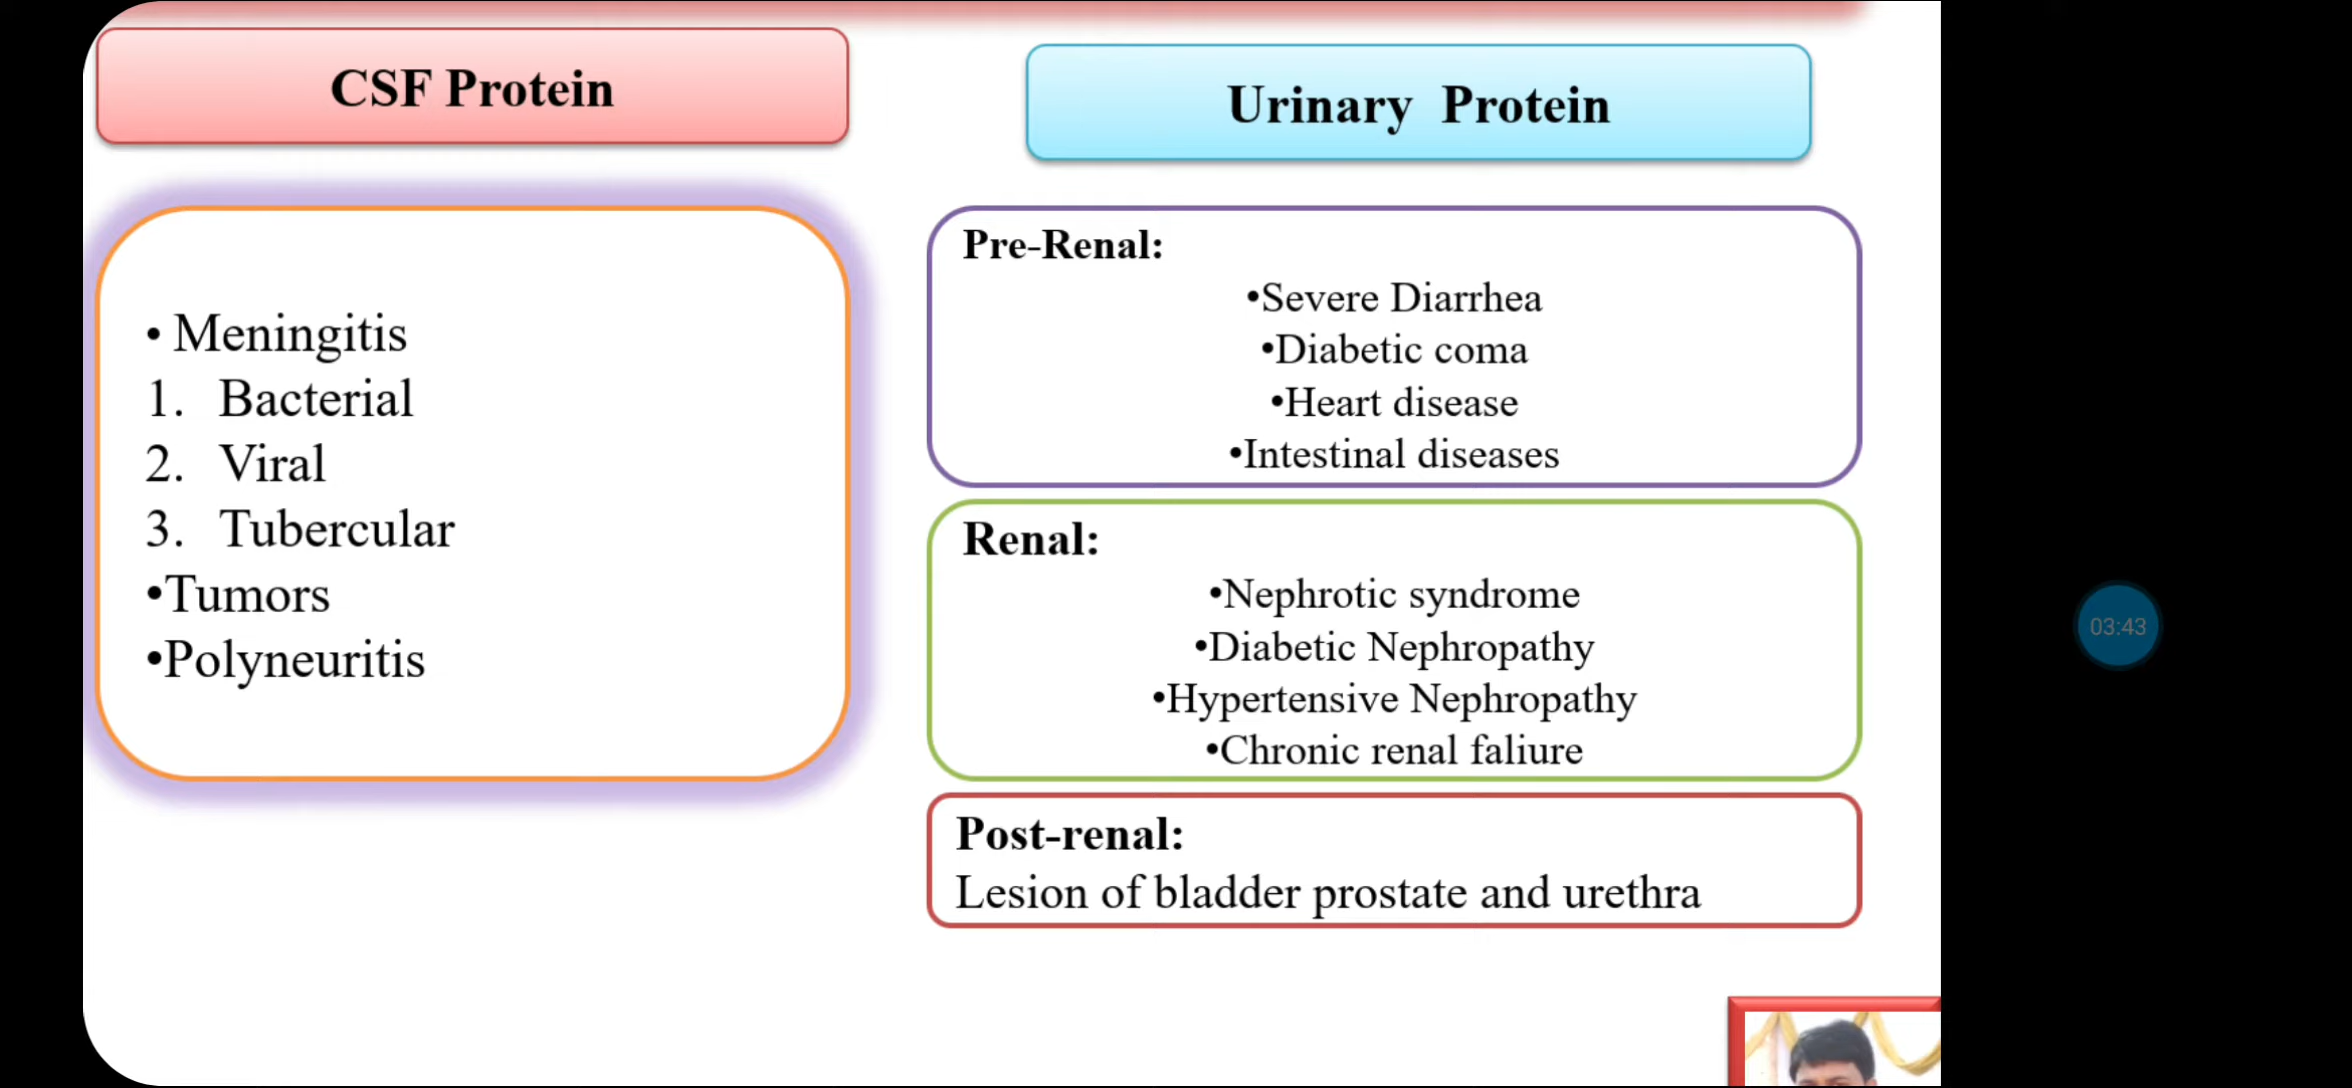 CSF Protein
• Meningitis
1. Bacterial
2. Viral
3. Tubercular
•Tumors
•Polyneuritis
Urinary Protein
Pre-Renal:
•Severe Diarrhea
•Diabetic coma
•Heart disease
•Intestinal diseases
Renal:
•Nephrotic syndrome
•Diabetic Nephropathy
•Hypertensive Nephropathy
•Chronic renal faliure
Post-renal:
Lesion of bladder prostate and urethra
03:43